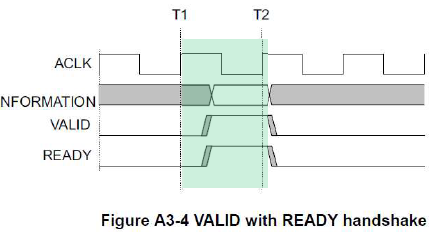 T1 T2
ACLK
NFORMATION
VALID
READY
Figure A3-4 VALID with READY handshake